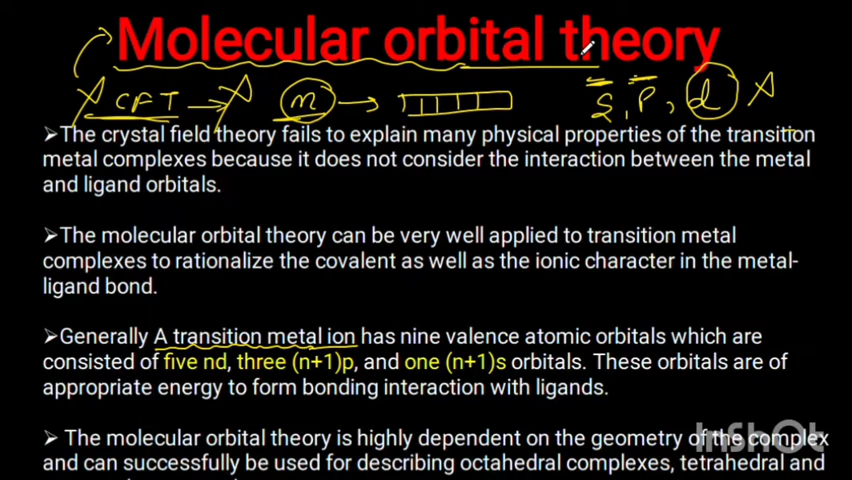 Molecular orbital theory
CFT → m → S, P, d
➢The crystal field theory fails to explain many physical properties of the transition
metal complexes because it does not consider the interaction between the metal
and ligand orbitals.
➢The molecular orbital theory can be very well applied to transition metal
complexes to rationalize the covalent as well as the ionic character in the metal-
ligand bond.
➢Generally A transition metal ion has nine valence atomic orbitals which are
consisted of five nd, three (n+1)p, and one (n+1)s orbitals. These orbitals are of
appropriate energy to form bonding interaction with ligands.
➢ The molecular orbital theory is highly dependent on the geometry of the complex
and can successfully be used for describing octahedral complexes, tetrahedral and
InShOt